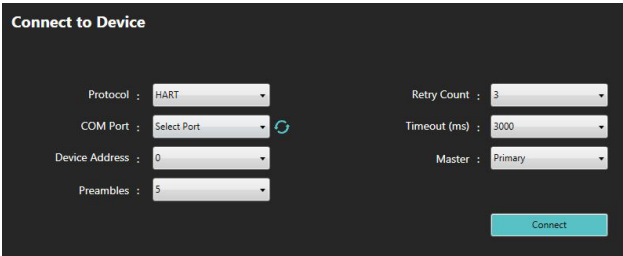 Connect to Device
Protocol : HART
COM Port : Select Port
Device Address : 0
Preambles : 5
Retry Count : 3
Timeout (ms) : 3000
Master : Primary
Connect